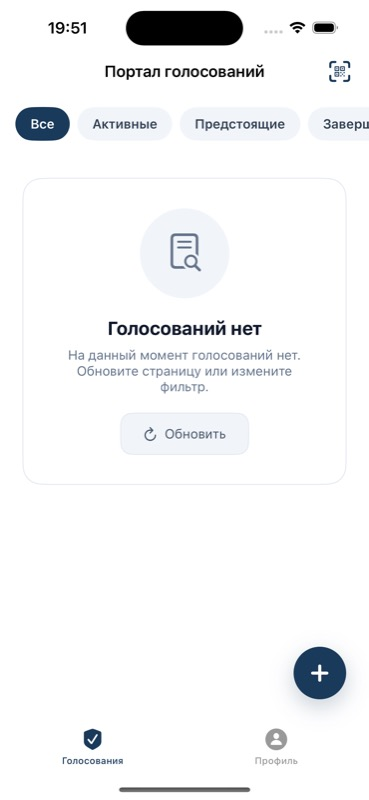 19:51
Портал голосований
Все
Активные
Предстоящие
Заверш
Голосований нет
На данный момент голосований нет.
Обновите страницу или измените
фильтр.
Обновить
Голосования
Профиль